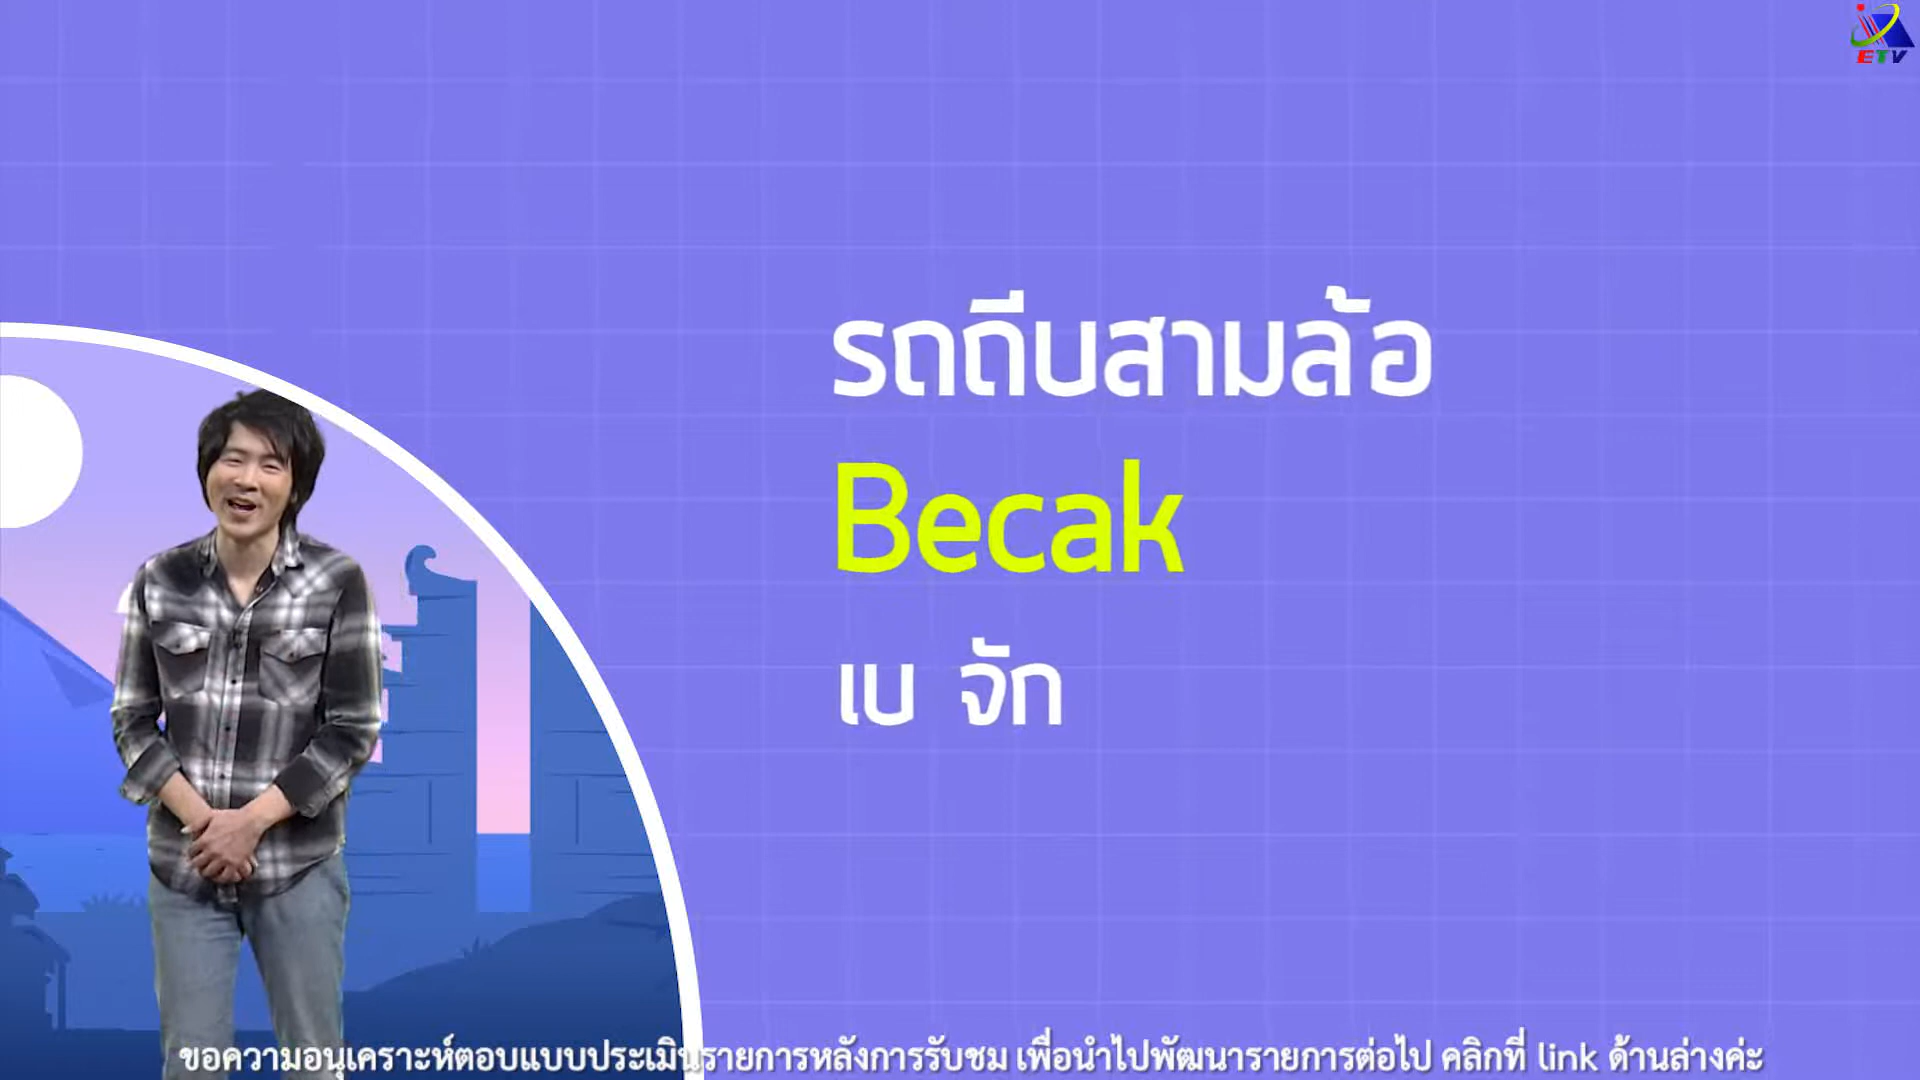 ETV
รถถีบสามล้อ
Becak
เบ จัก
ขอความอนุเคราะห์ตอบแบบประเมินรายการหลังการรับชม เพื่อนำไปพัฒนารายการต่อไป คลิกที่ link ด้านล่างค่ะ